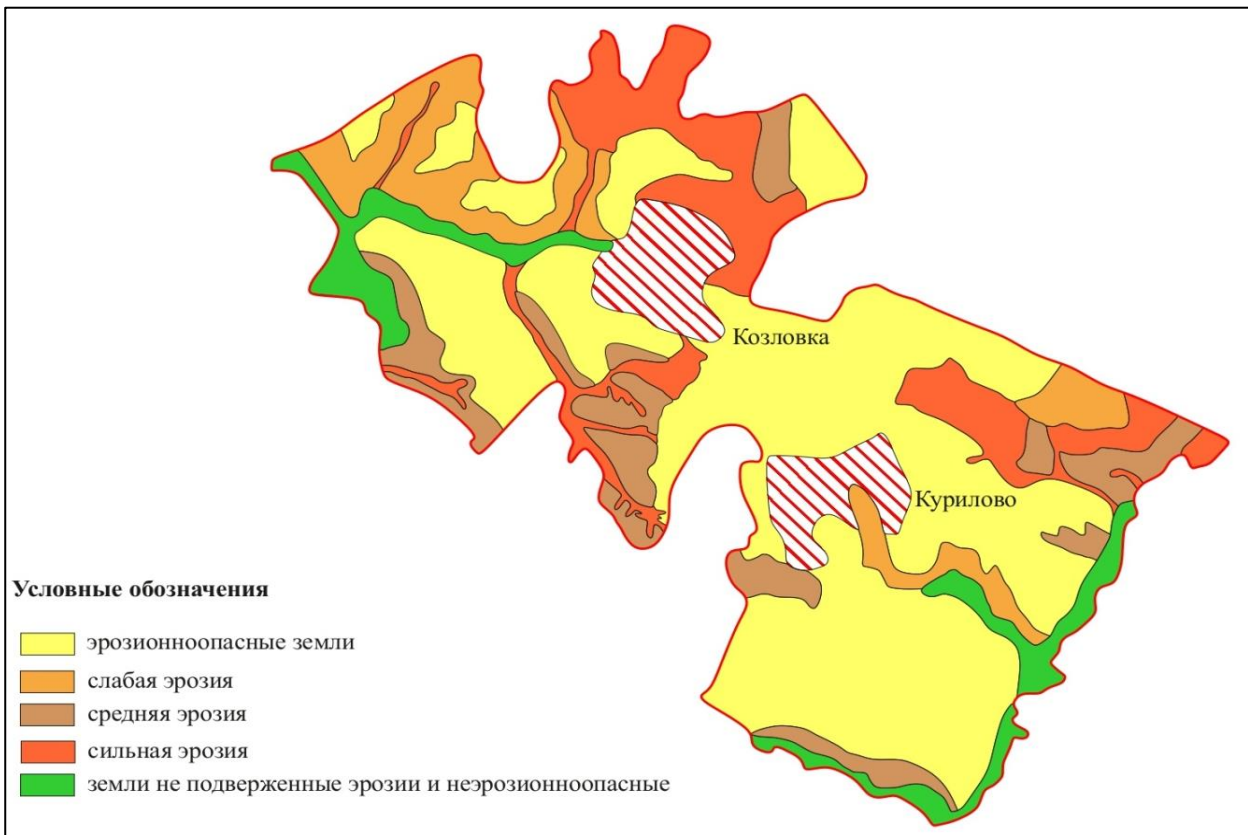 Козловка
Курилово
Условные обозначения
эрозионноопасные земли
слабая эрозия
средняя эрозия
сильная эрозия
земли не подверженные эрозии и неэрозионноопасные